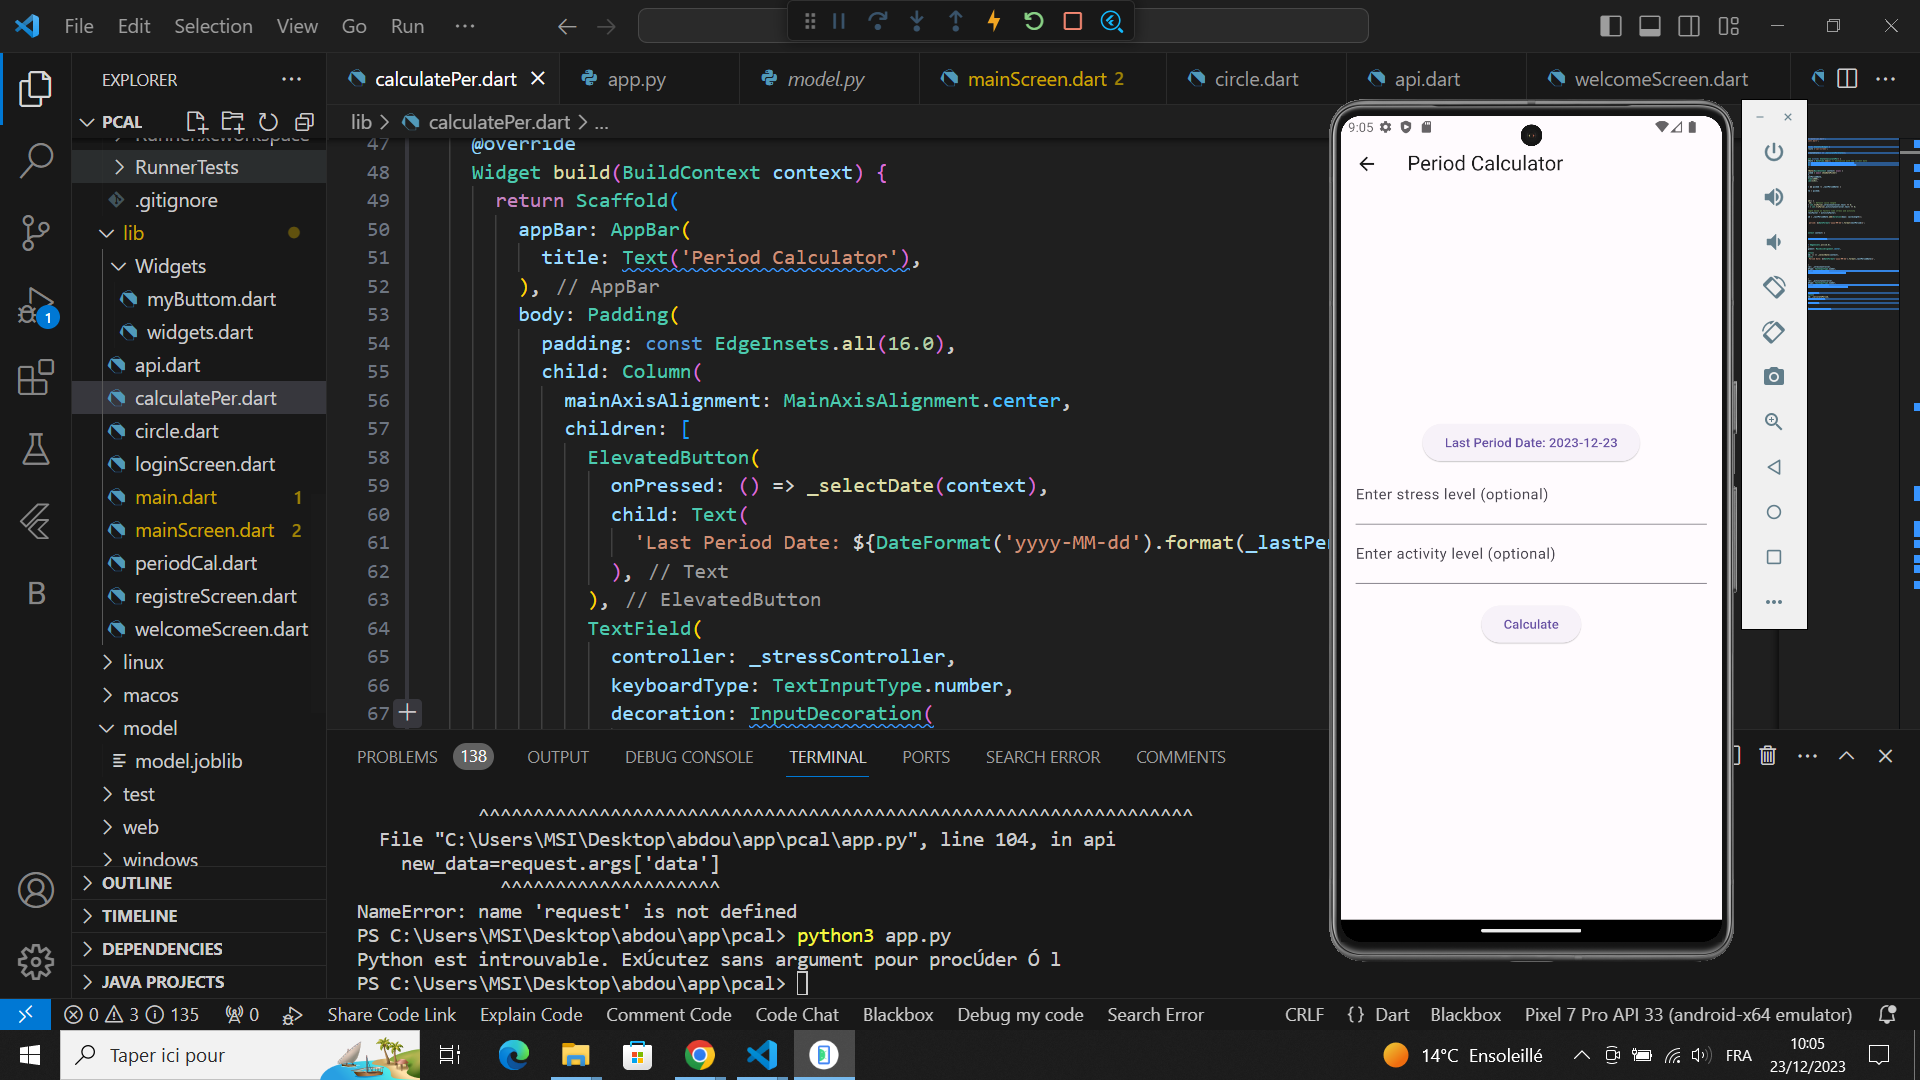 File Edit Selection View Go Run ···
EXPLORER
calculatePer.dart
app.py
model.py
mainScreen.dart 2
circle.dart
api.dart
welcomeScreen.dart
PCAL
Runner.xcworkspace
RunnerTests
.gitignore
lib
Widgets
myButtom.dart
widgets.dart
api.dart
calculatePer.dart
circle.dart
loginScreen.dart
main.dart 1
mainScreen.dart 2
periodCal.dart
registreScreen.dart
welcomeScreen.dart
linux
macos
model
model.joblib
test
web
windows
OUTLINE
TIMELINE
DEPENDENCIES
JAVA PROJECTS
1
B
lib > calculatePer.dart > ...
47 @override
48 Widget build(BuildContext context) {
49 return Scaffold(
50 appBar: AppBar(
51 title: Text('Period Calculator'),
52 ), // AppBar
53 body: Padding(
54 padding: const EdgeInsets.all(16.0),
55 child: Column(
56 mainAxisAlignment: MainAxisAlignment.center,
57 children: [
58 ElevatedButton(
59 onPressed: () => _selectDate(context),
60 child: Text(
61 'Last Period Date: ${DateFormat('yyyy-MM-dd').format(_lastPer
62 ), // Text
63 ), // ElevatedButton
64 TextField(
65 controller: _stressController,
66 keyboardType: TextInputType.number,
67 decoration: InputDecoration(
9:05
Period Calculator
Last Period Date: 2023-12-23
Enter stress level (optional)
Enter activity level (optional)
Calculate
PROBLEMS 138 OUTPUT DEBUG CONSOLE TERMINAL PORTS SEARCH ERROR COMMENTS
^^^^^^^^^^^^^^^^^^^^^^^^^^^^^^^^^^^^^^^^^^^^^^^^^^^^^^^^^^^^^^^^^
File "C:\Users\MSI\Desktop\abdou\app\pcal\app.py", line 104, in api
new_data=request.args['data']
^^^^^^^^^^^^^^^^^^^^
NameError: name 'request' is not defined
PS C:\Users\MSI\Desktop\abdou\app\pcal> python3 app.py
Python est introuvable. ExÚcutez sans argument pour procÚder Ó l
PS C:\Users\MSI\Desktop\abdou\app\pcal>
0 3 135 0 Share Code Link Explain Code Comment Code Code Chat Blackbox Debug my code Search Error CRLF {} Dart Blackbox Pixel 7 Pro API 33 (android-x64 emulator)
Taper ici pour
14°C Ensoleillé
FRA
10:05
23/12/2023